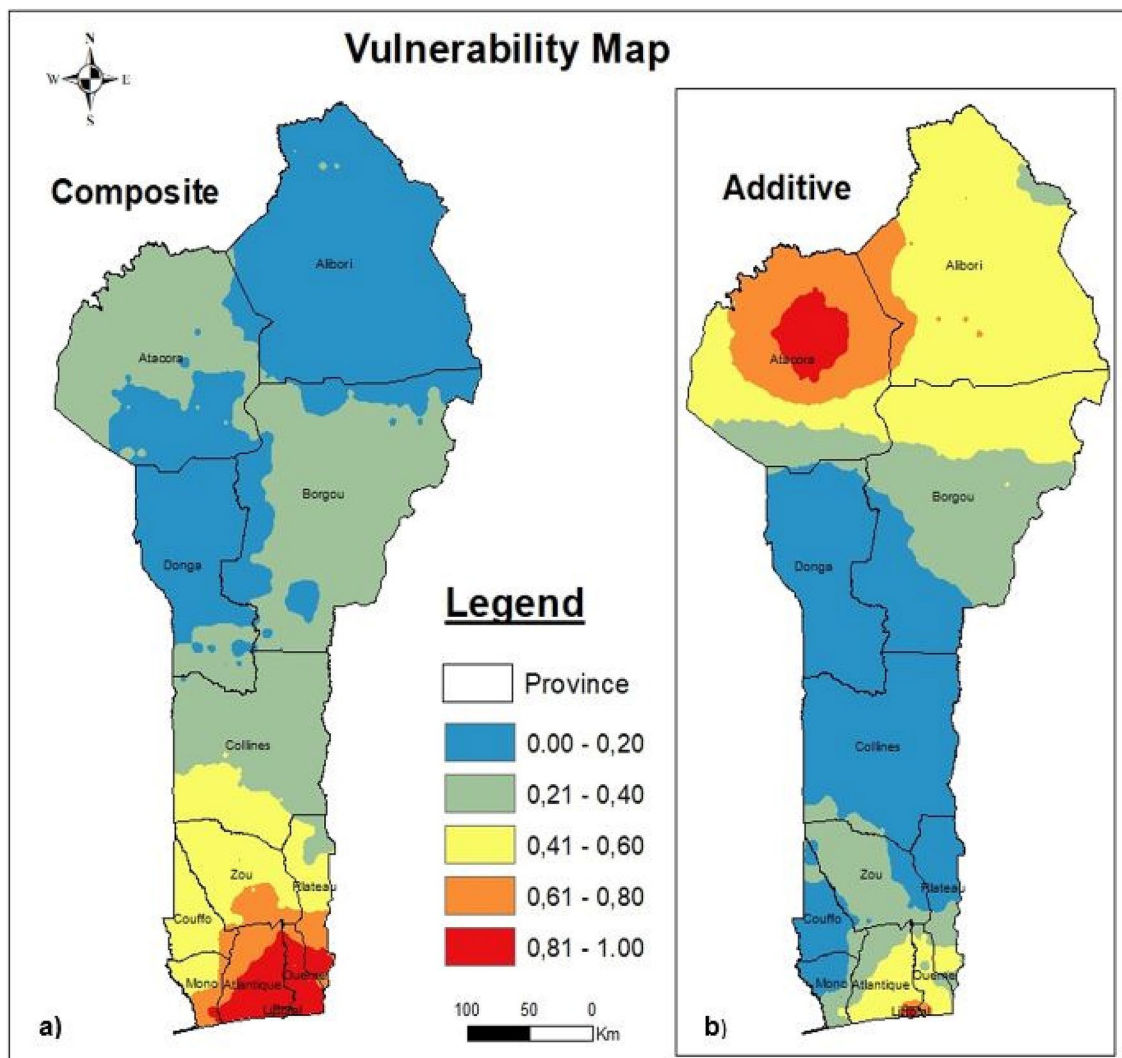 Vulnerability Map
N
W E
S
Composite
Alibori
Atacora
Borgou
Donga
Collines
Zou
Plateau
Couffo
Mono
Atlantique
Oueme
Littoral
a)
Legend
Province
0.00 - 0,20
0,21 - 0,40
0,41 - 0,60
0,61 - 0,80
0,81 - 1.00
100 50 0
Km
Additive
Alibori
Atacora
Borgou
Donga
Collines
Zou
Plateau
Couffo
Mono
Atlantique
Oueme
Littoral
b)